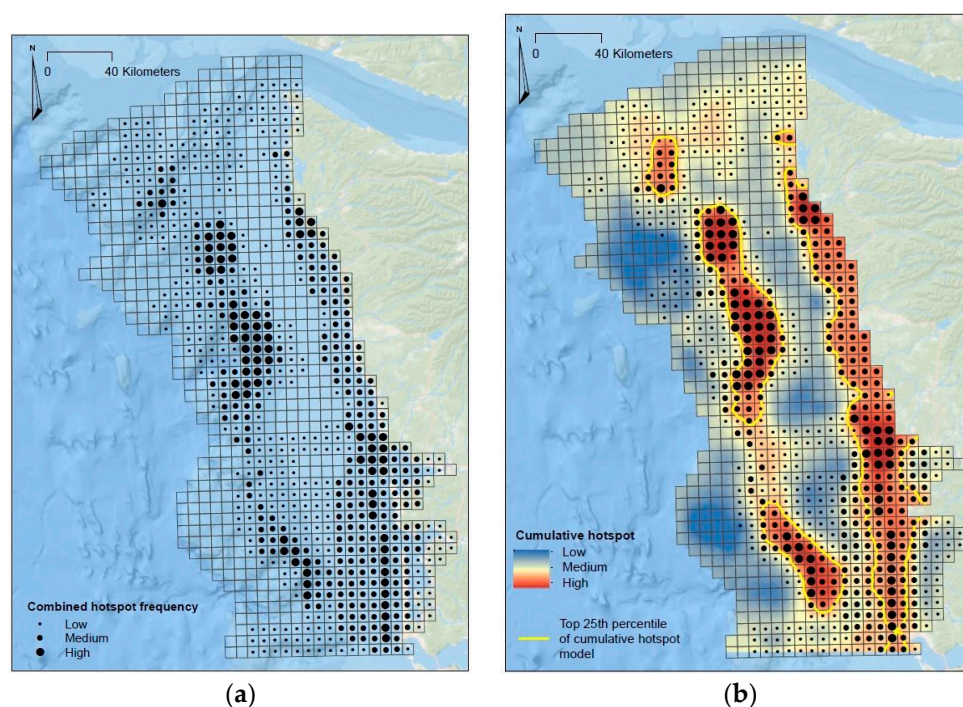 N
0 40 Kilometers
Combined hotspot frequency
Low
Medium
High
(a)
N
0 40 Kilometers
Cumulative hotspot
Low
Medium
High
Top 25th percentile
of cumulative hotspot
model
(b)